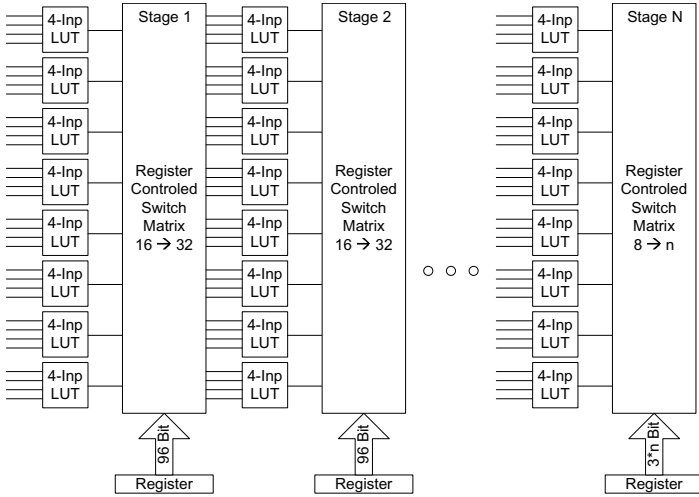 4-Inp
LUT
4-Inp
LUT
4-Inp
LUT
4-Inp
LUT
4-Inp
LUT
4-Inp
LUT
4-Inp
LUT
4-Inp
LUT
Stage 1
Register
Controled
Switch
Matrix
16 → 32
96 Bit
Register
4-Inp
LUT
4-Inp
LUT
4-Inp
LUT
4-Inp
LUT
4-Inp
LUT
4-Inp
LUT
4-Inp
LUT
4-Inp
LUT
Stage 2
Register
Controled
Switch
Matrix
16 → 32
96 Bit
Register
4-Inp
LUT
4-Inp
LUT
4-Inp
LUT
4-Inp
LUT
4-Inp
LUT
4-Inp
LUT
4-Inp
LUT
4-Inp
LUT
Stage N
Register
Controled
Switch
Matrix
8 → n
3*n Bit
Register